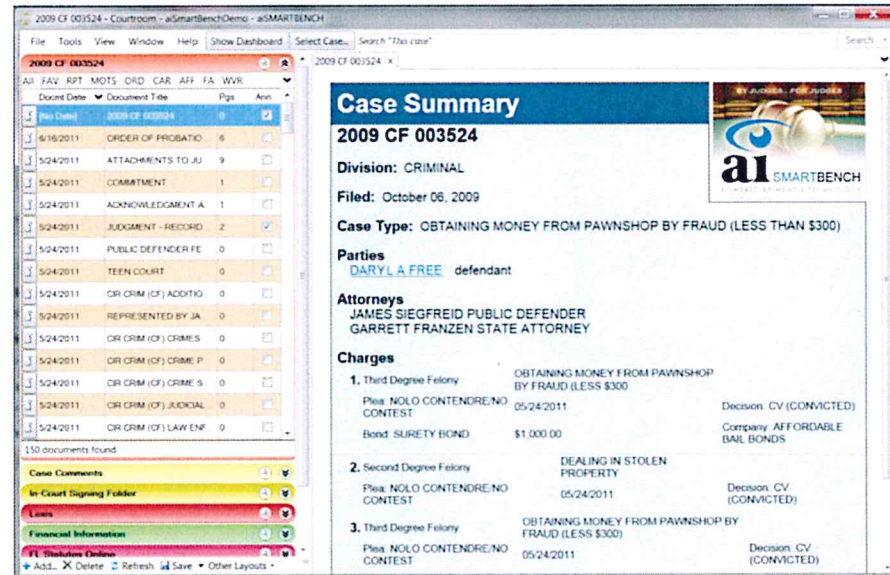 2009 CF 003524 - Courtroom - aiSmartBenchDemo - aiSMARTBENCH
File Tools View Window Help Show Dashboard Select Case... Search "This case" Search
2009 CF 003524
2009 CF 003524 ×
All FAV RPT MOTS ORD CAR AFF FA WVR
Docmt Date Document Title Pgs Ann
[No Date] 2009 CF 003524 0
6/16/2011 ORDER OF PROBATIO... 6
5/24/2011 ATTACHMENTS TO JU... 9
5/24/2011 COMMITMENT 1
5/24/2011 ACKNOWLEDGMENT A... 1
5/24/2011 JUDGMENT - RECORD... 2
5/24/2011 PUBLIC DEFENDER FE... 0
5/24/2011 TEEN COURT 0
5/24/2011 CIR CRIM (CF) ADDITIO... 0
5/24/2011 REPRESENTED BY JA... 0
5/24/2011 CIR CRIM (CF) CRIMES 0
5/24/2011 CIR CRIM (CF) CRIME P... 0
5/24/2011 CIR CRIM (CF) CRIME S... 0
5/24/2011 CIR CRIM (CF) JUDICIAL... 0
5/24/2011 CIR CRIM (CF) LAW ENF... 0
150 documents found
Case Comments
In-Court Signing Folder
Lexis
Financial Information
FL Statutes Online
Add... Delete Refresh Save Other Layouts
Case Summary
BY JUDGES...FOR JUDGES
ai SMARTBENCH
2009 CF 003524
Division: CRIMINAL
Filed: October 06, 2009
Case Type: OBTAINING MONEY FROM PAWNSHOP BY FRAUD (LESS THAN $300)
Parties
DARYL A FREE defendant
Attorneys
JAMES SIEGFREID PUBLIC DEFENDER
GARRETT FRANZEN STATE ATTORNEY
Charges
1. Third Degree Felony OBTAINING MONEY FROM PAWNSHOP
BY FRAUD (LESS $300
Plea: NOLO CONTENDRE/NO
CONTEST 05/24/2011 Decision: CV (CONVICTED)
Bond: SURETY BOND $1,000.00 Company: AFFORDABLE
BAIL BONDS
2. Second Degree Felony DEALING IN STOLEN
PROPERTY
Plea: NOLO CONTENDRE/NO
CONTEST 05/24/2011 Decision: CV
(CONVICTED)
3. Third Degree Felony OBTAINING MONEY FROM PAWNSHOP BY
FRAUD (LESS $300)
Plea: NOLO CONTENDRE/NO
CONTEST 05/24/2011 Decision: CV
(CONVICTED)